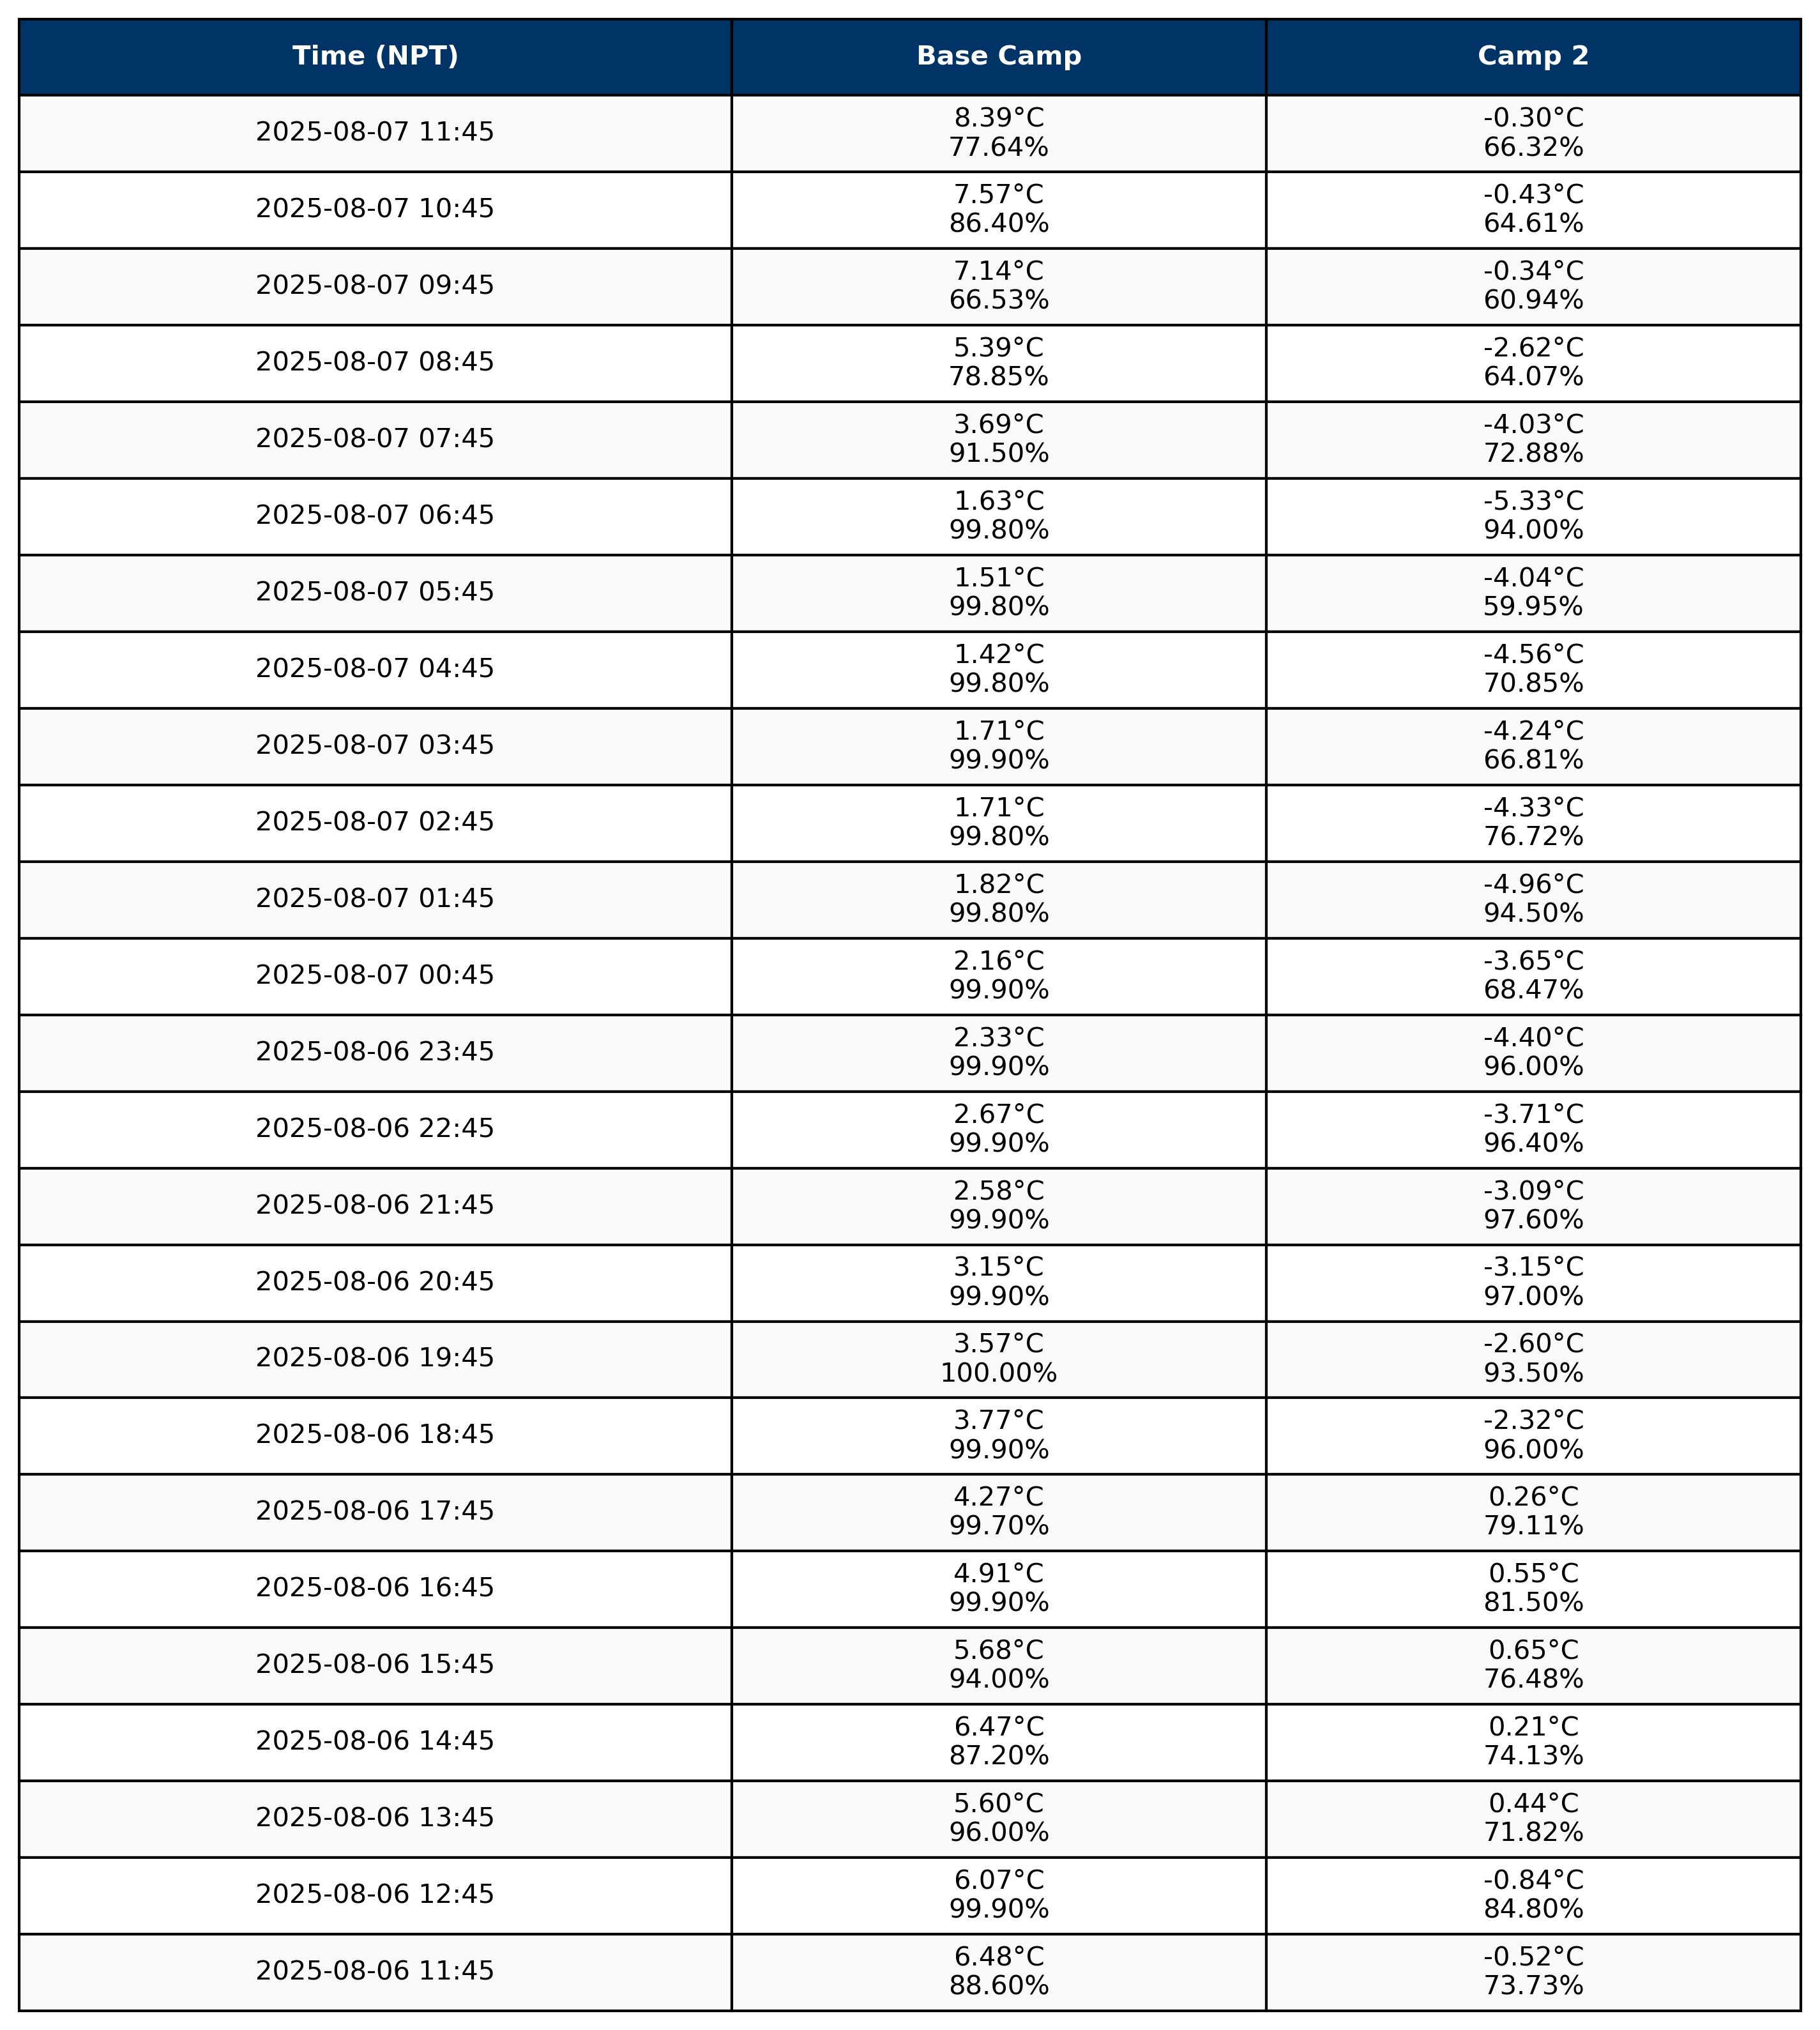 Time (NPT) Base Camp Camp 2
2025-08-07 11:45 8.39°C -0.30°C
77.64% 66.32%
2025-08-07 10:45 7.57°C -0.43°C
86.40% 64.61%
2025-08-07 09:45 7.14°C -0.34°C
66.53% 60.94%
2025-08-07 08:45 5.39°C -2.62°C
78.85% 64.07%
2025-08-07 07:45 3.69°C -4.03°C
91.50% 72.88%
2025-08-07 06:45 1.63°C -5.33°C
99.80% 94.00%
2025-08-07 05:45 1.51°C -4.04°C
99.80% 59.95%
2025-08-07 04:45 1.42°C -4.56°C
99.80% 70.85%
2025-08-07 03:45 1.71°C -4.24°C
99.90% 66.81%
2025-08-07 02:45 1.71°C -4.33°C
99.80% 76.72%
2025-08-07 01:45 1.82°C -4.96°C
99.80% 94.50%
2025-08-07 00:45 2.16°C -3.65°C
99.90% 68.47%
2025-08-06 23:45 2.33°C -4.40°C
99.90% 96.00%
2025-08-06 22:45 2.67°C -3.71°C
99.90% 96.40%
2025-08-06 21:45 2.58°C -3.09°C
99.90% 97.60%
2025-08-06 20:45 3.15°C -3.15°C
99.90% 97.00%
2025-08-06 19:45 3.57°C -2.60°C
100.00% 93.50%
2025-08-06 18:45 3.77°C -2.32°C
99.90% 96.00%
2025-08-06 17:45 4.27°C 0.26°C
99.70% 79.11%
2025-08-06 16:45 4.91°C 0.55°C
99.90% 81.50%
2025-08-06 15:45 5.68°C 0.65°C
94.00% 76.48%
2025-08-06 14:45 6.47°C 0.21°C
87.20% 74.13%
2025-08-06 13:45 5.60°C 0.44°C
96.00% 71.82%
2025-08-06 12:45 6.07°C -0.84°C
99.90% 84.80%
2025-08-06 11:45 6.48°C -0.52°C
88.60% 73.73%